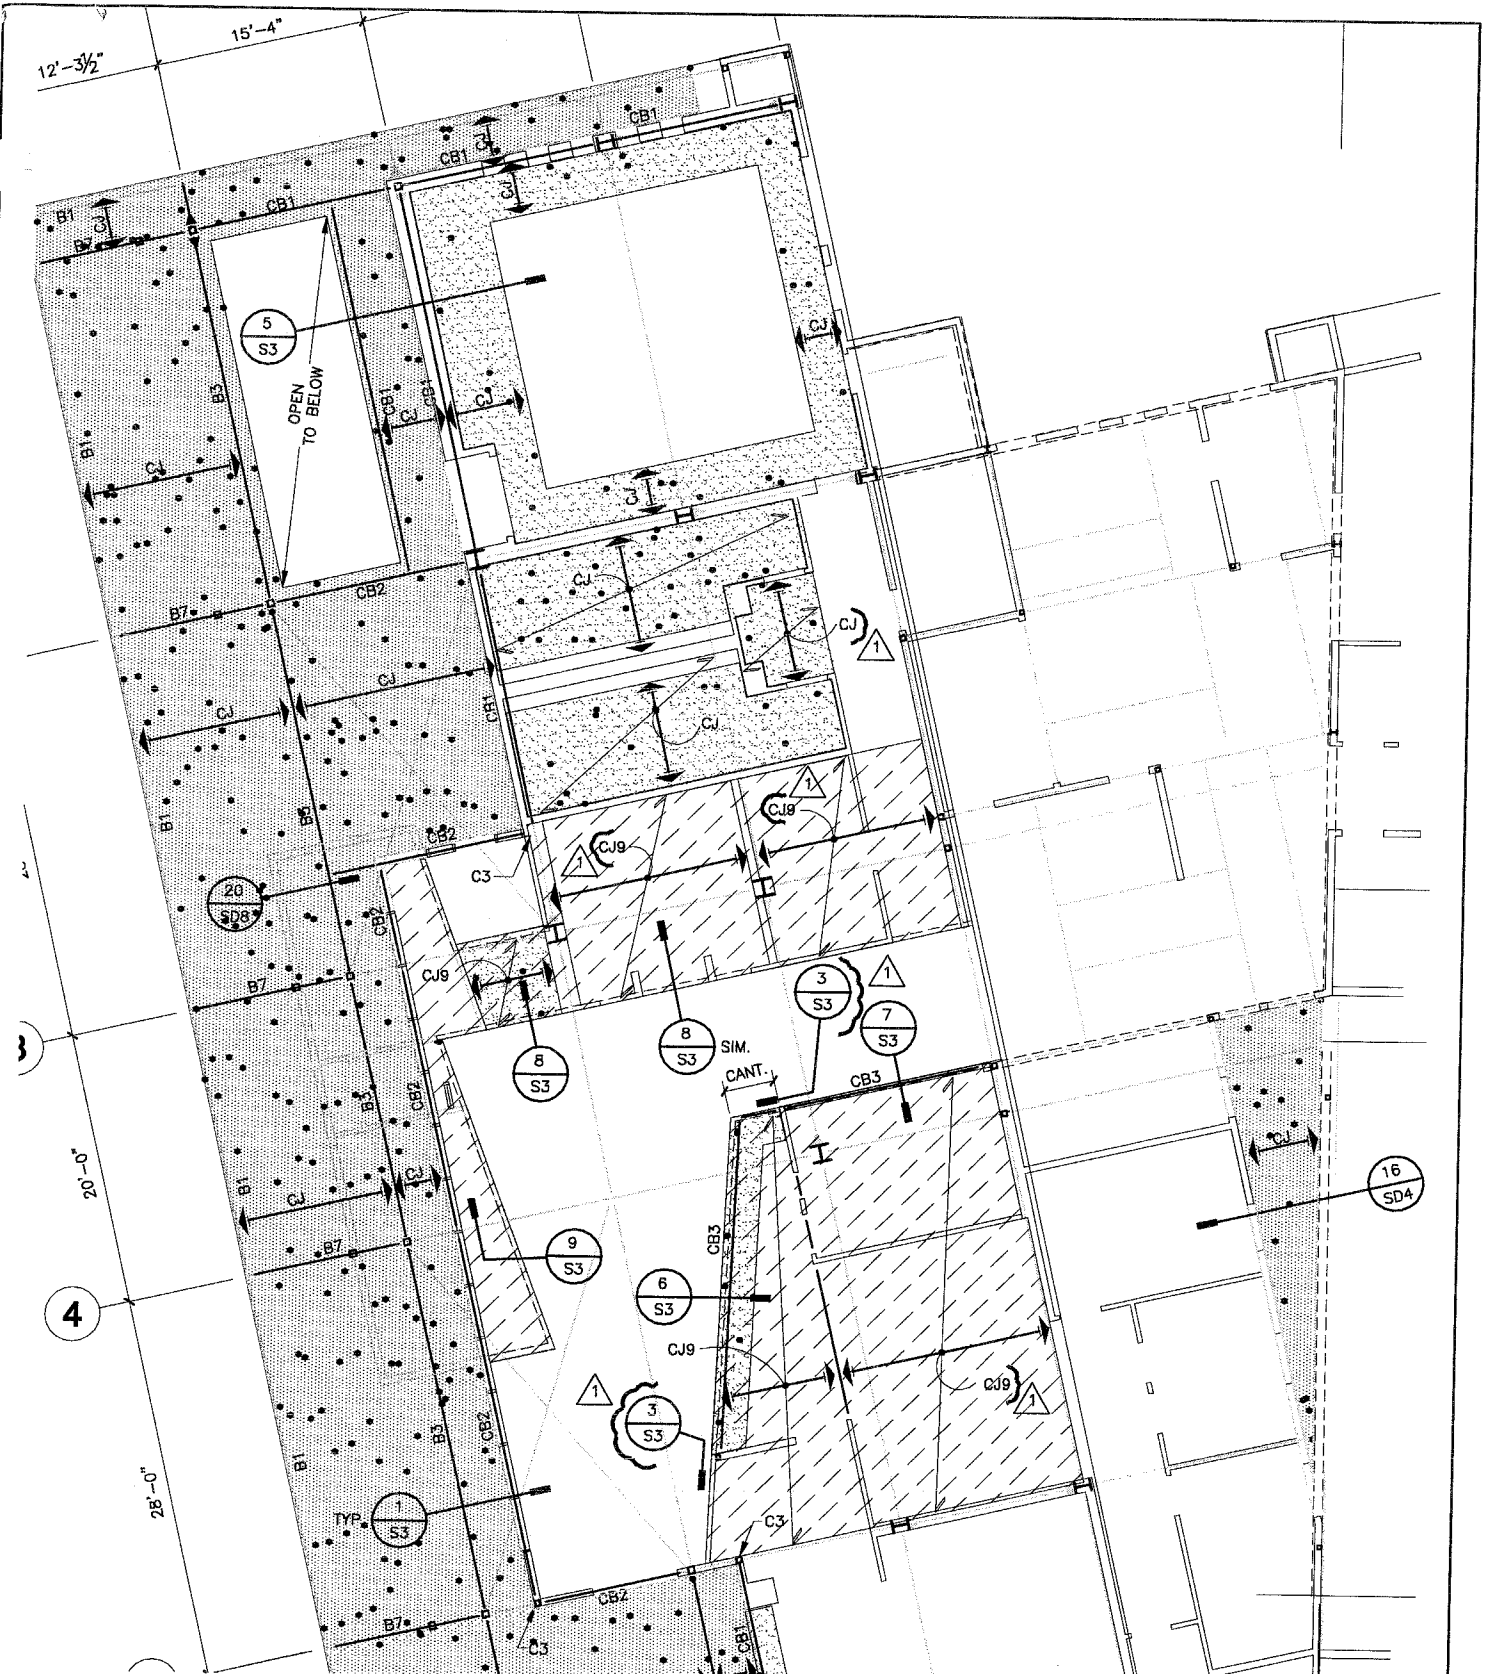 15'-4"
12'-3½"
CB1
CJ
CB1
CJ
B1
CJ
CB1
B7
5
S3
CJ
OPEN
TO BELOW
B3
CB1
CB1
CJ
CJ
B1
CJ
CJ
CJ
B7
CB2
CJ
1
CJ
CJ
CB1
CJ
B1
B5
CB2
1
CJ9
1
CJ9
C3
20
SD8
CB2
CJ9
B7
3
S3
1
7
S3
8
S3
SIM.
8
S3
CANT.
CB3
B3
CB2
CJ
16
SD4
20'-0"
B1
CJ
CJ
B7
9
S3
CB3
6
S3
4
CJ9
CJ9
1
1
3
S3
B3
CB2
B1
28'-0"
TYP.
1
S3
C3
CB2
B7
C3
CB1